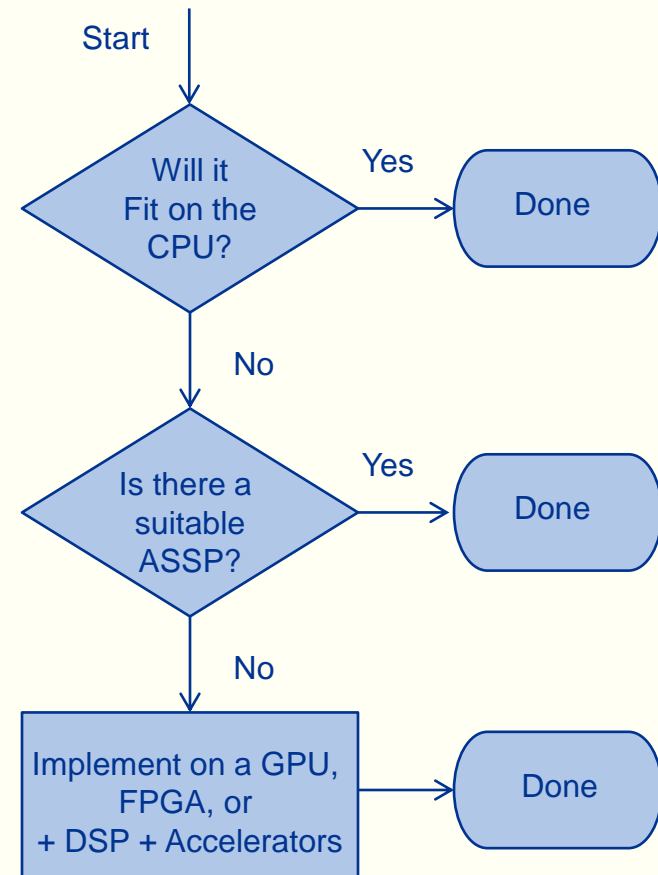 Start
Will it
Fit on the
CPU?
Yes
Done
No
Is there a
suitable
ASSP?
Yes
Done
No
Implement on a GPU,
FPGA, or
+ DSP + Accelerators
Done